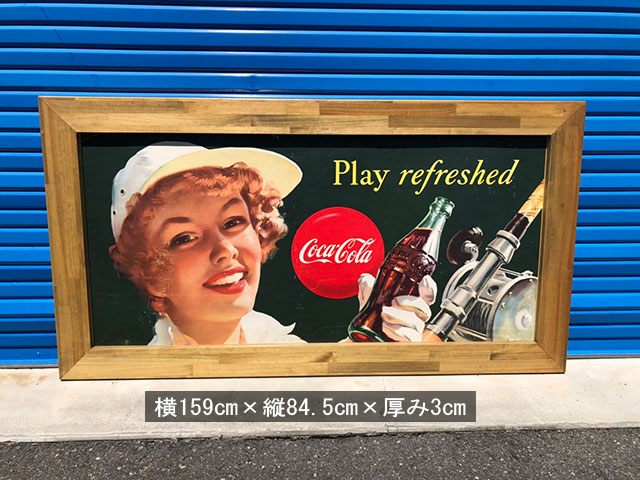 Play refreshed
Coca-Cola
横159cm×縦84.5cm×厚み3cm